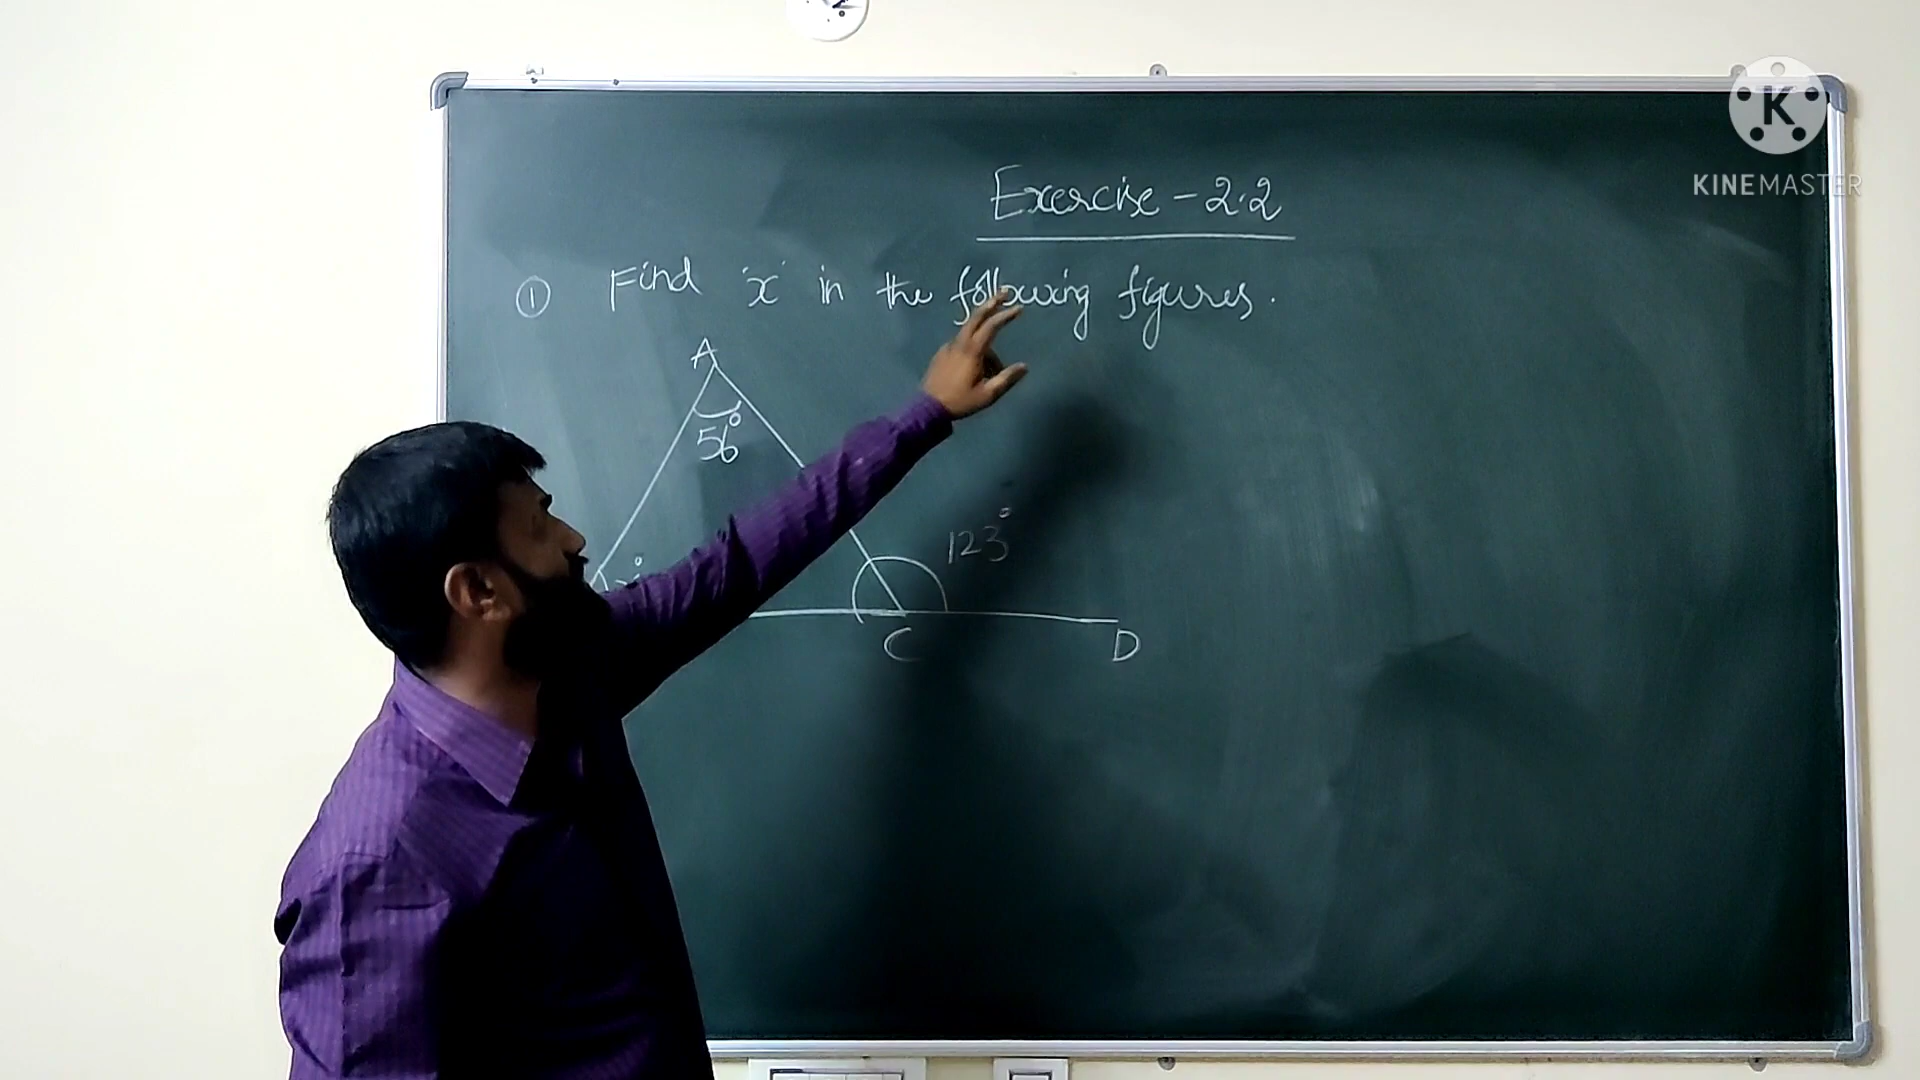 K
KINEMASTER
Exercise - 2.2
① Find 'x' in the following figures.
A
56°
123°
C
D